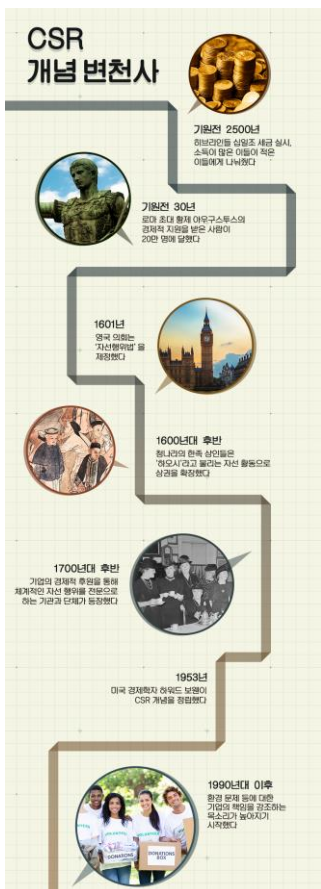 CSR
개념 변천사
기원전 2500년
히브리인들 십일조 세금 실시,
소득이 많은 이들이 적은
이들에게 나눠줬다
기원전 30년
로마 초대 황제 아우구스투스의
경제적 지원을 받은 사람이
20만 명에 달했다
1601년
영국 의회는
'자선행위법' 을
제정했다
1600년대 후반
청나라의 한족 상인들은
'하오시'라고 불리는 자선 활동으로
상권을 확장했다
1700년대 후반
기업의 경제적 후원을 통해
체계적인 자선 행위를 전문으로
하는 기관과 단체가 등장했다
1953년
미국 경제학자 하워드 보웬이
CSR 개념을 정립했다
1990년대 이후
환경 문제 등에 대한
기업의 책임을 강조하는
목소리가 높아지기
시작했다
DONATIONS
DONATIONS
BOX